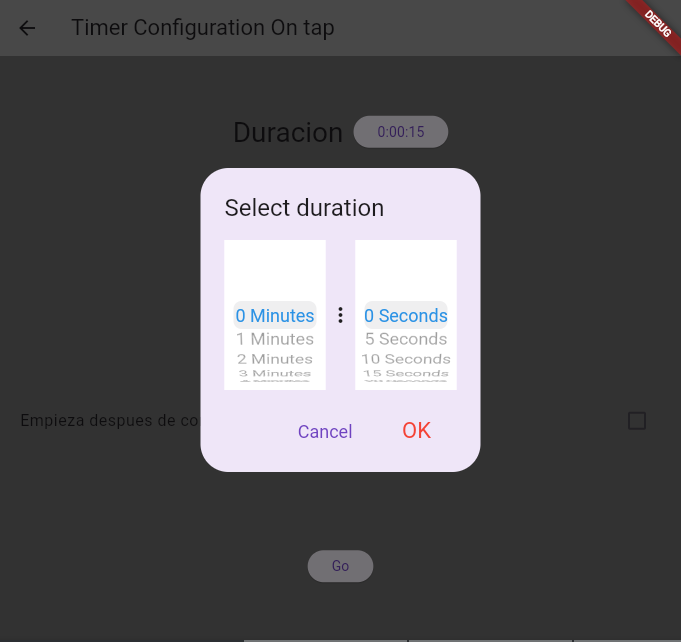 Timer Configuration On tap
DEBUG
Duracion 0:00:15
Select duration
0 Minutes 0 Seconds
1 Minutes 5 Seconds
2 Minutes 10 Seconds
3 Minutes 15 Seconds
Empieza despues de co
Cancel OK
Go